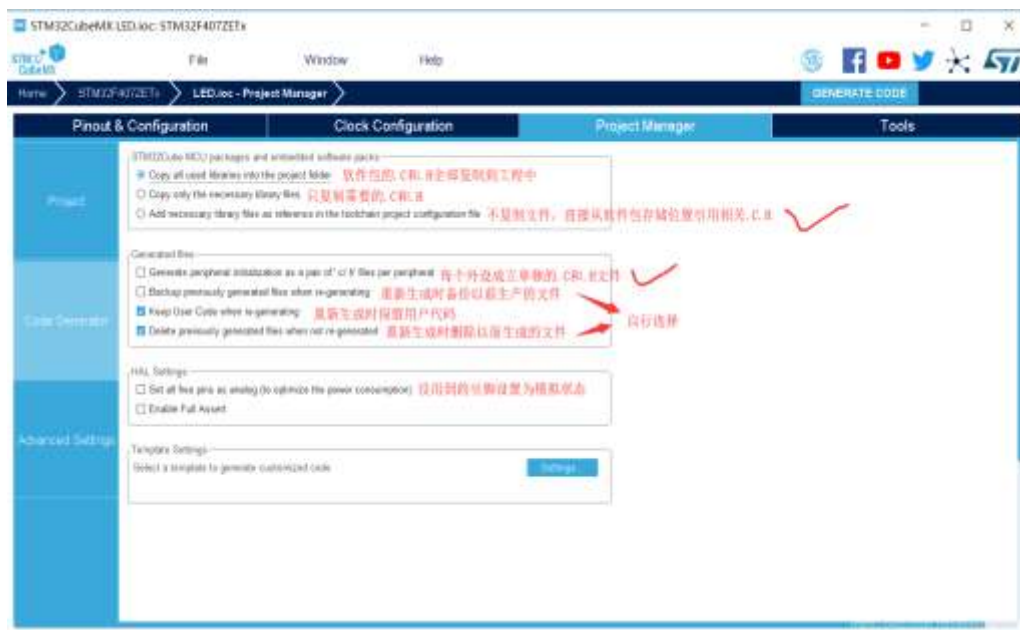 STM32CubeMX LED.ioc: STM32F407ZETx
File Window Help
Home STM32F407ZETx LED.ioc - Project Manager GENERATE CODE
Pinout & Configuration Clock Configuration Project Manager Tools
Project
Code Generator
Advanced Settings
STM32Cube MCU packages and embedded software packs
Copy all used libraries into the project folder 软件包的.C和.H全部复制到工程中
Copy only the necessary library files 只复制需要的.C和.H
Add necessary library files as reference in the toolchain project configuration file 不复制文件，直接从软件包存储位置引用相关.C.H
Generated files
Generate peripheral initialization as a pair of '.c/.h' files per peripheral 每个外设成立单独的.C和.H文件
Backup previously generated files when re-generating 重新生成时备份以前生产的文件
Keep User Code when re-generating 重新生成时保留用户代码
自行选择
Delete previously generated files when not re-generated 重新生成时删除以前生成的文件
HAL Settings
Set all free pins as analog (to optimize the power consumption) 没用到的引脚设置为模拟状态
Enable Full Assert
Template Settings
Select a template to generate customized code Settings...